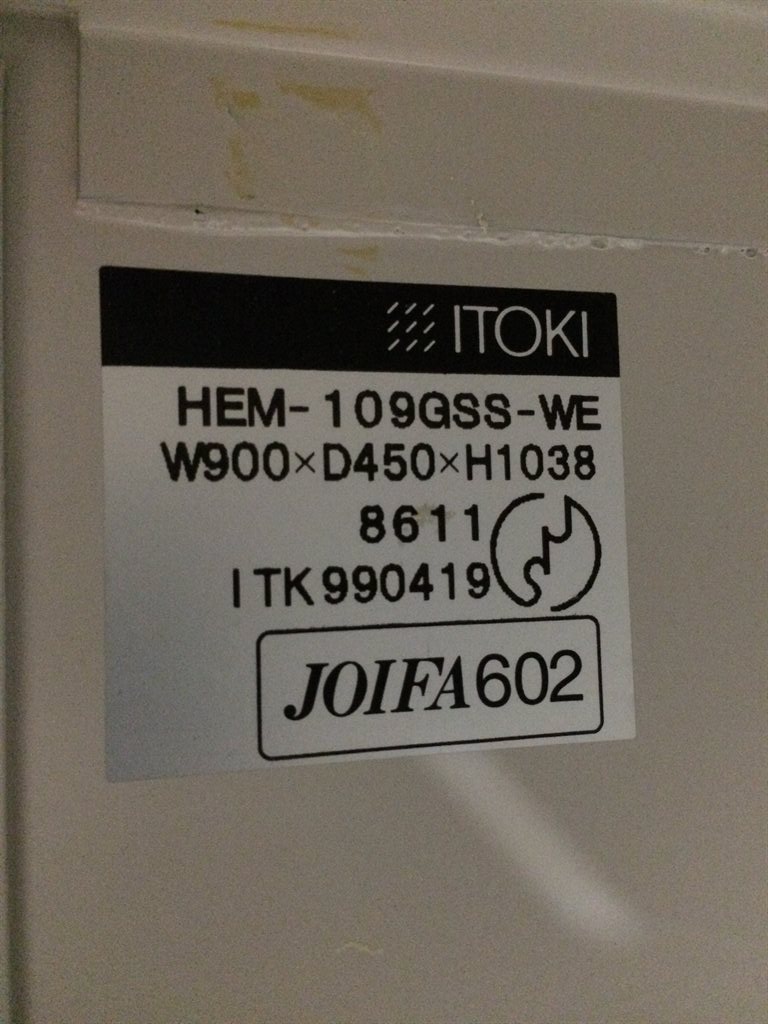 ITOKI
HEM-109GSS-WE
W900×D450×H1038
8611
ITK990419
JOIFA602